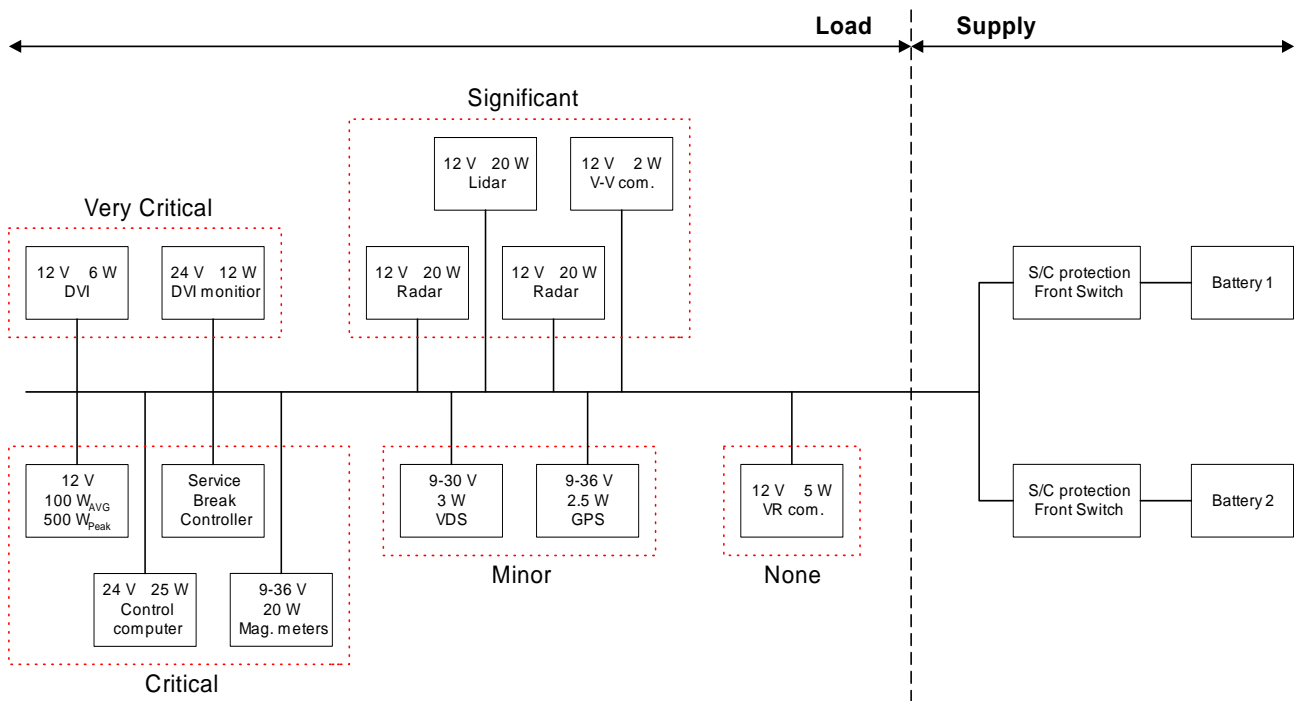 Load Supply
Significant
12 V 20 W
Lidar
12 V 2 W
V-V com.
Very Critical
12 V 6 W
DVI
24 V 12 W
DVI monitior
12 V 20 W
Radar
12 V 20 W
Radar
S/C protection
Front Switch
Battery 1
12 V
100 WAVG
500 WPeak
Service
Break
Controller
9-30 V
3 W
VDS
9-36 V
2.5 W
GPS
12 V 5 W
VR com.
S/C protection
Front Switch
Battery 2
Minor
None
24 V 25 W
Control
computer
9-36 V
20 W
Mag. meters
Critical